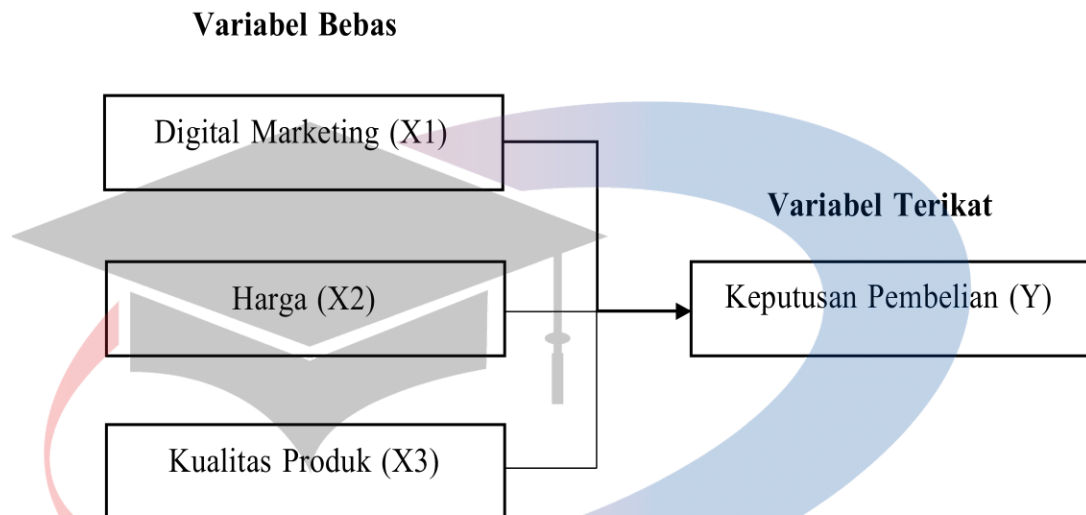 Variabel Bebas
Digital Marketing (X1)
Variabel Terikat
Harga (X2)
Keputusan Pembelian (Y)
Kualitas Produk (X3)